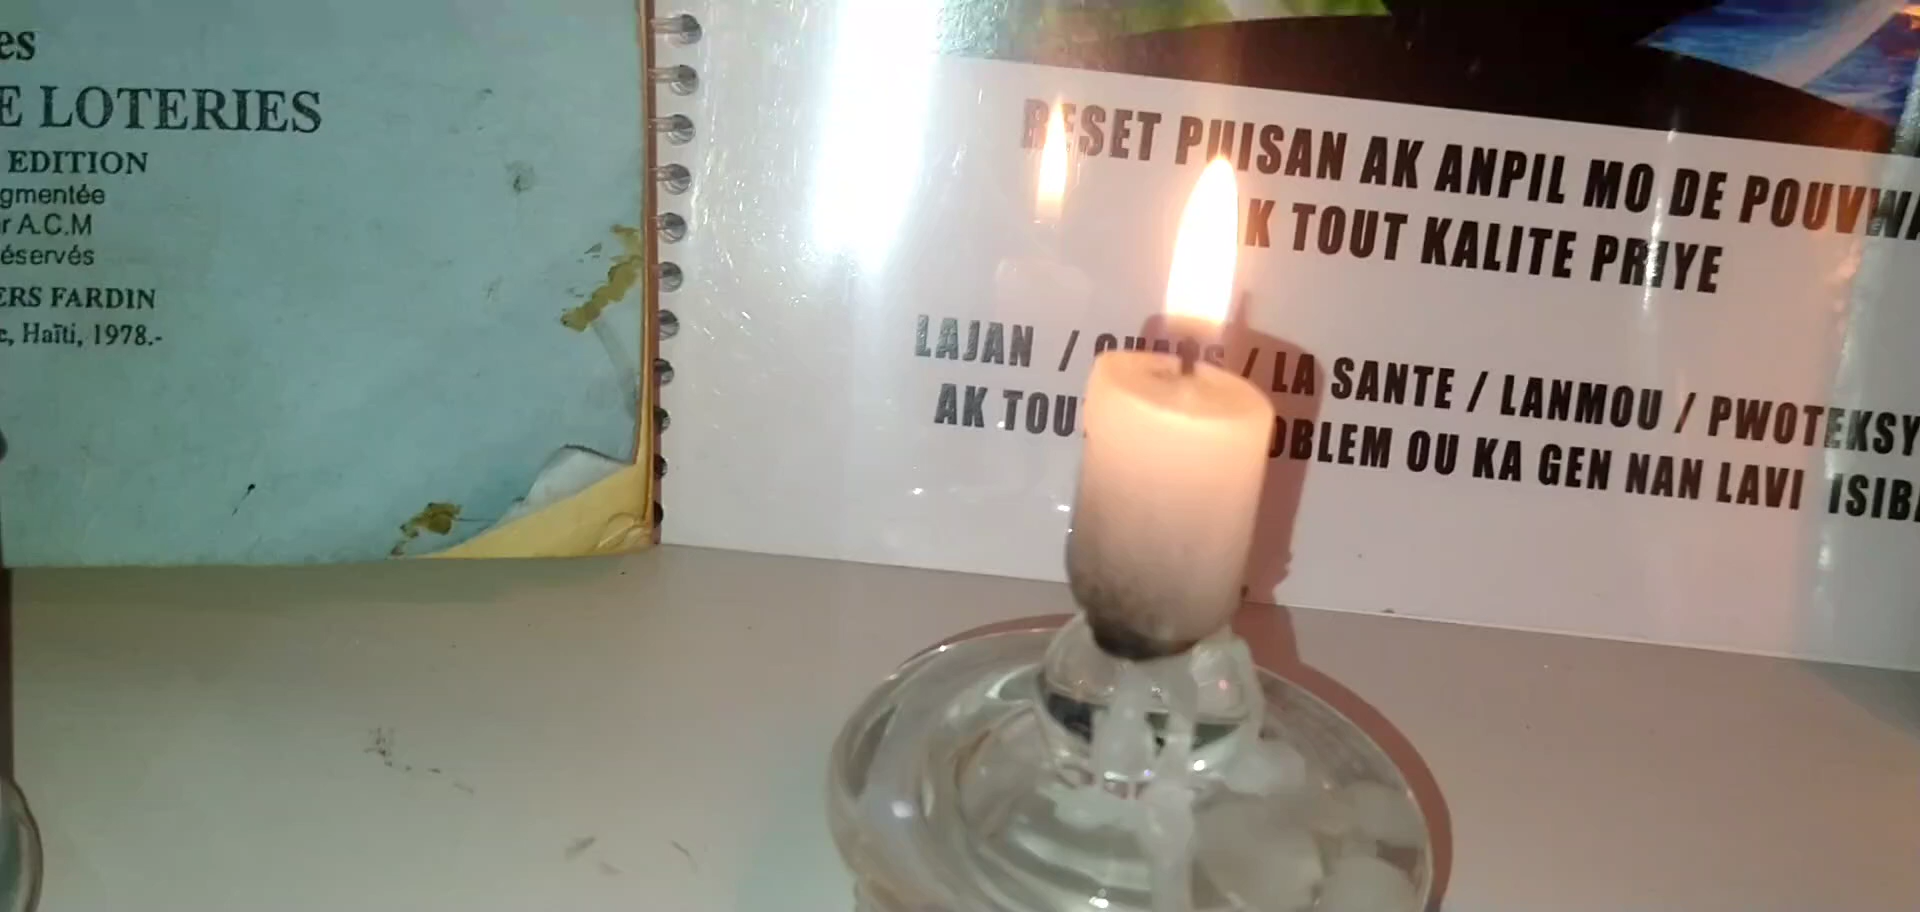 es
E LOTERIES
EDITION
gmentée
r A.C.M
éservés
ERS FARDIN
c, Haïti, 1978.-
RESET PUISAN AK ANPIL MO DE POUVWA
K TOUT KALITE PRIYE
LAJAN / / LA SANTE / LANMOU / PWOTEKSY
AK TOU OBLEM OU KA GEN NAN LAVI ISIB